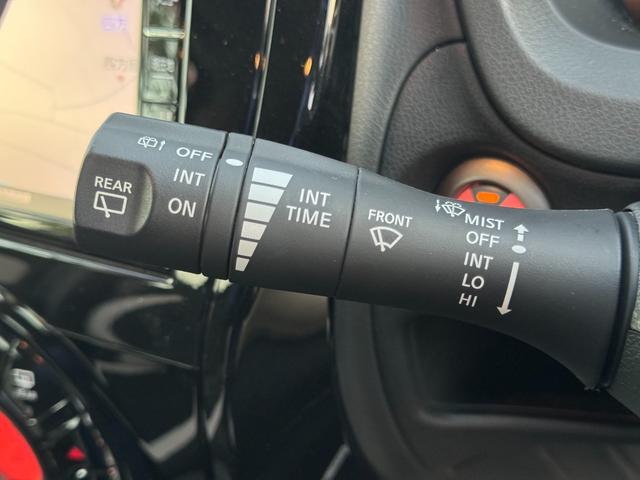 REAR
OFF
INT
ON
INT
TIME
FRONT
MIST
OFF
INT
LO
HI